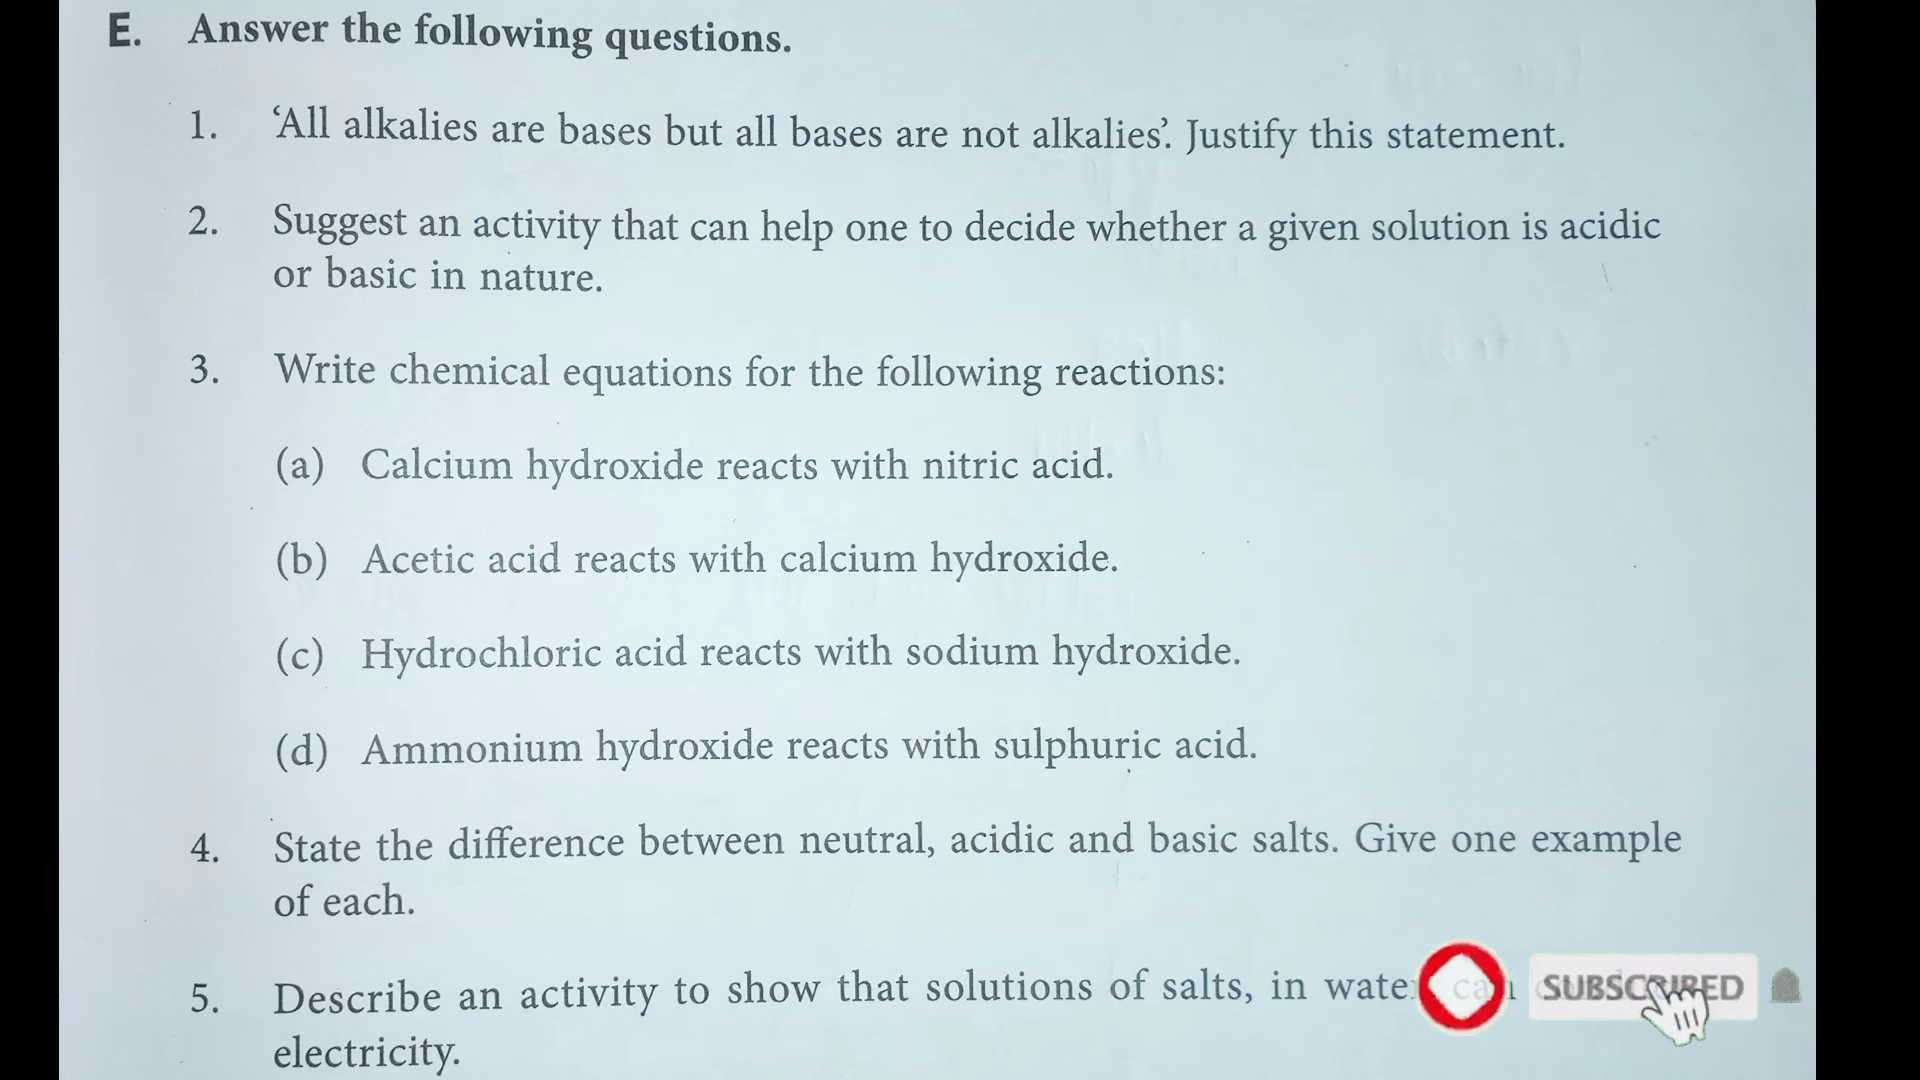 E. Answer the following questions.
1. ‘All alkalies are bases but all bases are not alkalies’. Justify this statement.
2. Suggest an activity that can help one to decide whether a given solution is acidic
or basic in nature.
3. Write chemical equations for the following reactions:
(a) Calcium hydroxide reacts with nitric acid.
(b) Acetic acid reacts with calcium hydroxide.
(c) Hydrochloric acid reacts with sodium hydroxide.
(d) Ammonium hydroxide reacts with sulphuric acid.
4. State the difference between neutral, acidic and basic salts. Give one example
of each.
5. Describe an activity to show that solutions of salts, in water, can
SUBSCRIBED
electricity.